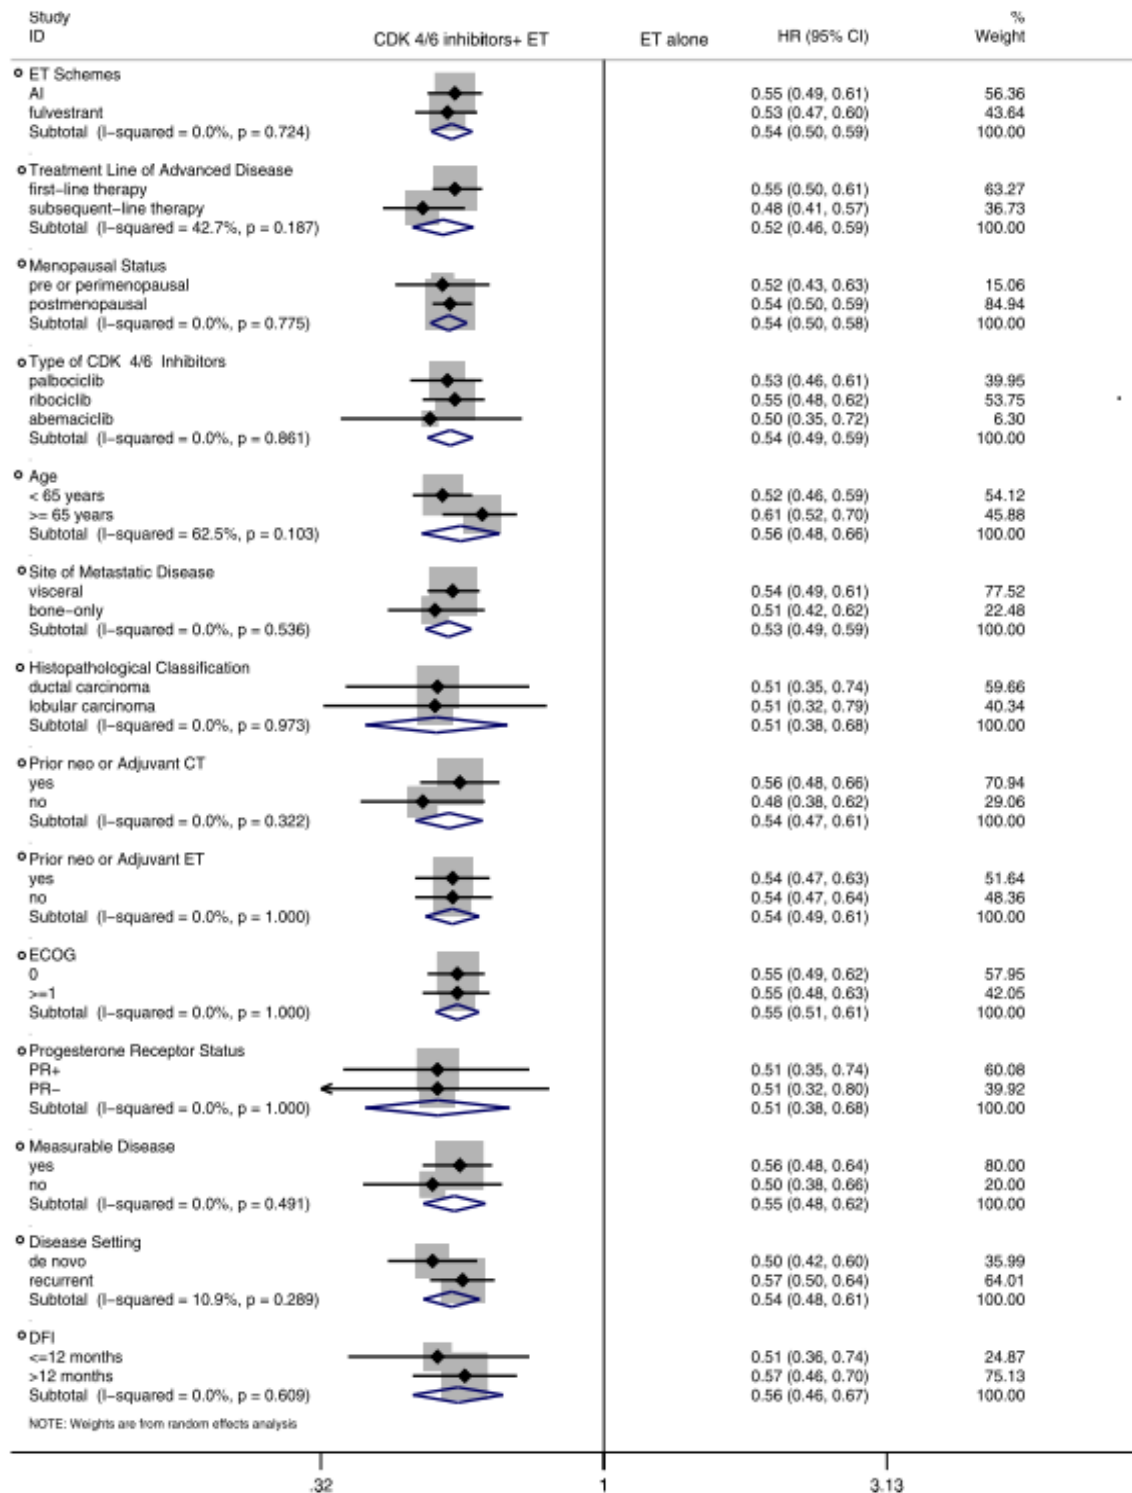 Study %
ID CDK 4/6 inhibitors+ ET ET alone HR (95% CI) Weight
ET Schemes
AI 0.55 (0.49, 0.61) 56.36
fulvestrant 0.53 (0.47, 0.60) 43.64
Subtotal (I−squared = 0.0%, p = 0.724) 0.54 (0.50, 0.59) 100.00
Treatment Line of Advanced Disease
first−line therapy 0.55 (0.50, 0.61) 63.27
subsequent−line therapy 0.48 (0.41, 0.57) 36.73
Subtotal (I−squared = 42.7%, p = 0.187) 0.52 (0.46, 0.59) 100.00
Menopausal Status
pre or perimenopausal 0.52 (0.43, 0.63) 15.06
postmenopausal 0.54 (0.50, 0.59) 84.94
Subtotal (I−squared = 0.0%, p = 0.775) 0.54 (0.50, 0.58) 100.00
Type of CDK 4/6 Inhibitors
palbociclib 0.53 (0.46, 0.61) 39.95
ribociclib 0.55 (0.48, 0.62) 53.75
abemaciclib 0.50 (0.35, 0.72) 6.30
Subtotal (I−squared = 0.0%, p = 0.861) 0.54 (0.49, 0.59) 100.00
Age
< 65 years 0.52 (0.46, 0.59) 54.12
>= 65 years 0.61 (0.52, 0.70) 45.88
Subtotal (I−squared = 62.5%, p = 0.103) 0.56 (0.48, 0.66) 100.00
Site of Metastatic Disease
visceral 0.54 (0.49, 0.61) 77.52
bone−only 0.51 (0.42, 0.62) 22.48
Subtotal (I−squared = 0.0%, p = 0.536) 0.53 (0.49, 0.59) 100.00
Histopathological Classification
ductal carcinoma 0.51 (0.35, 0.74) 59.66
lobular carcinoma 0.51 (0.32, 0.79) 40.34
Subtotal (I−squared = 0.0%, p = 0.973) 0.51 (0.38, 0.68) 100.00
Prior neo or Adjuvant CT
yes 0.56 (0.48, 0.66) 70.94
no 0.48 (0.38, 0.62) 29.06
Subtotal (I−squared = 0.0%, p = 0.322) 0.54 (0.47, 0.61) 100.00
Prior neo or Adjuvant ET
yes 0.54 (0.47, 0.63) 51.64
no 0.54 (0.47, 0.64) 48.36
Subtotal (I−squared = 0.0%, p = 1.000) 0.54 (0.49, 0.61) 100.00
ECOG
0 0.55 (0.49, 0.62) 57.95
>=1 0.55 (0.48, 0.63) 42.05
Subtotal (I−squared = 0.0%, p = 1.000) 0.55 (0.51, 0.61) 100.00
Progesterone Receptor Status
PR+ 0.51 (0.35, 0.74) 60.08
PR− 0.51 (0.32, 0.80) 39.92
Subtotal (I−squared = 0.0%, p = 1.000) 0.51 (0.38, 0.68) 100.00
Measurable Disease
yes 0.56 (0.48, 0.64) 80.00
no 0.50 (0.38, 0.66) 20.00
Subtotal (I−squared = 0.0%, p = 0.491) 0.55 (0.48, 0.62) 100.00
Disease Setting
de novo 0.50 (0.42, 0.60) 35.99
recurrent 0.57 (0.50, 0.64) 64.01
Subtotal (I−squared = 10.9%, p = 0.289) 0.54 (0.48, 0.61) 100.00
DFI
<=12 months 0.51 (0.36, 0.74) 24.87
>12 months 0.57 (0.46, 0.70) 75.13
Subtotal (I−squared = 0.0%, p = 0.609) 0.56 (0.46, 0.67) 100.00
NOTE: Weights are from random effects analysis
.32 1 3.13